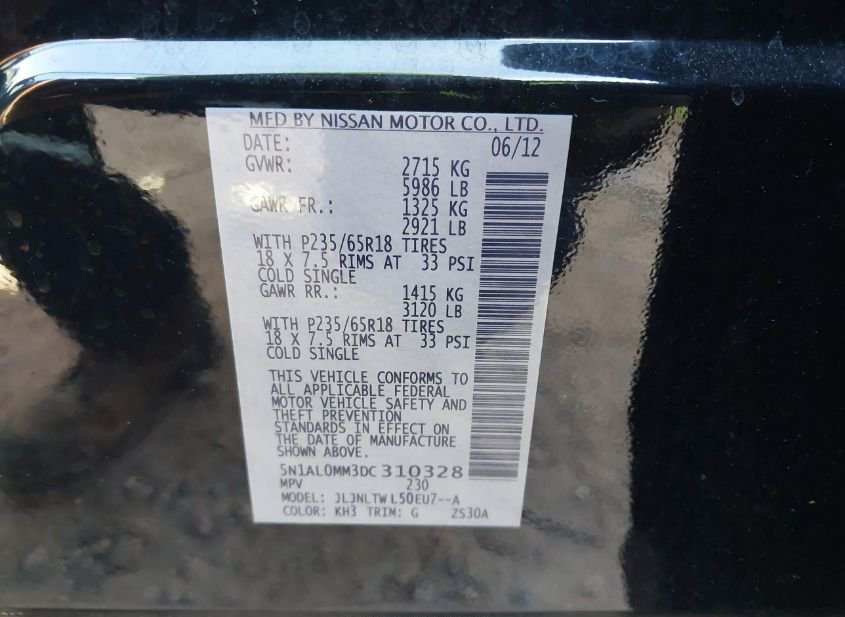 MFD BY NISSAN MOTOR CO., LTD.
DATE: 06/12
GVWR: 2715 KG
5986 LB
GAWR FR.: 1325 KG
2921 LB
WITH P235/65R18 TIRES
18 X 7.5 RIMS AT 33 PSI
COLD SINGLE
GAWR RR.: 1415 KG
3120 LB
WITH P235/65R18 TIRES
18 X 7.5 RIMS AT 33 PSI
COLD SINGLE
THIS VEHICLE CONFORMS TO
ALL APPLICABLE FEDERAL
MOTOR VEHICLE SAFETY AND
THEFT PREVENTION
STANDARDS IN EFFECT ON
THE DATE OF MANUFACTURE
SHOWN ABOVE.
5N1AL0MM3DC310328
MPV 230
MODEL: JLJNLTW L50EU7--A
COLOR: KH3 TRIM: G ZS30A